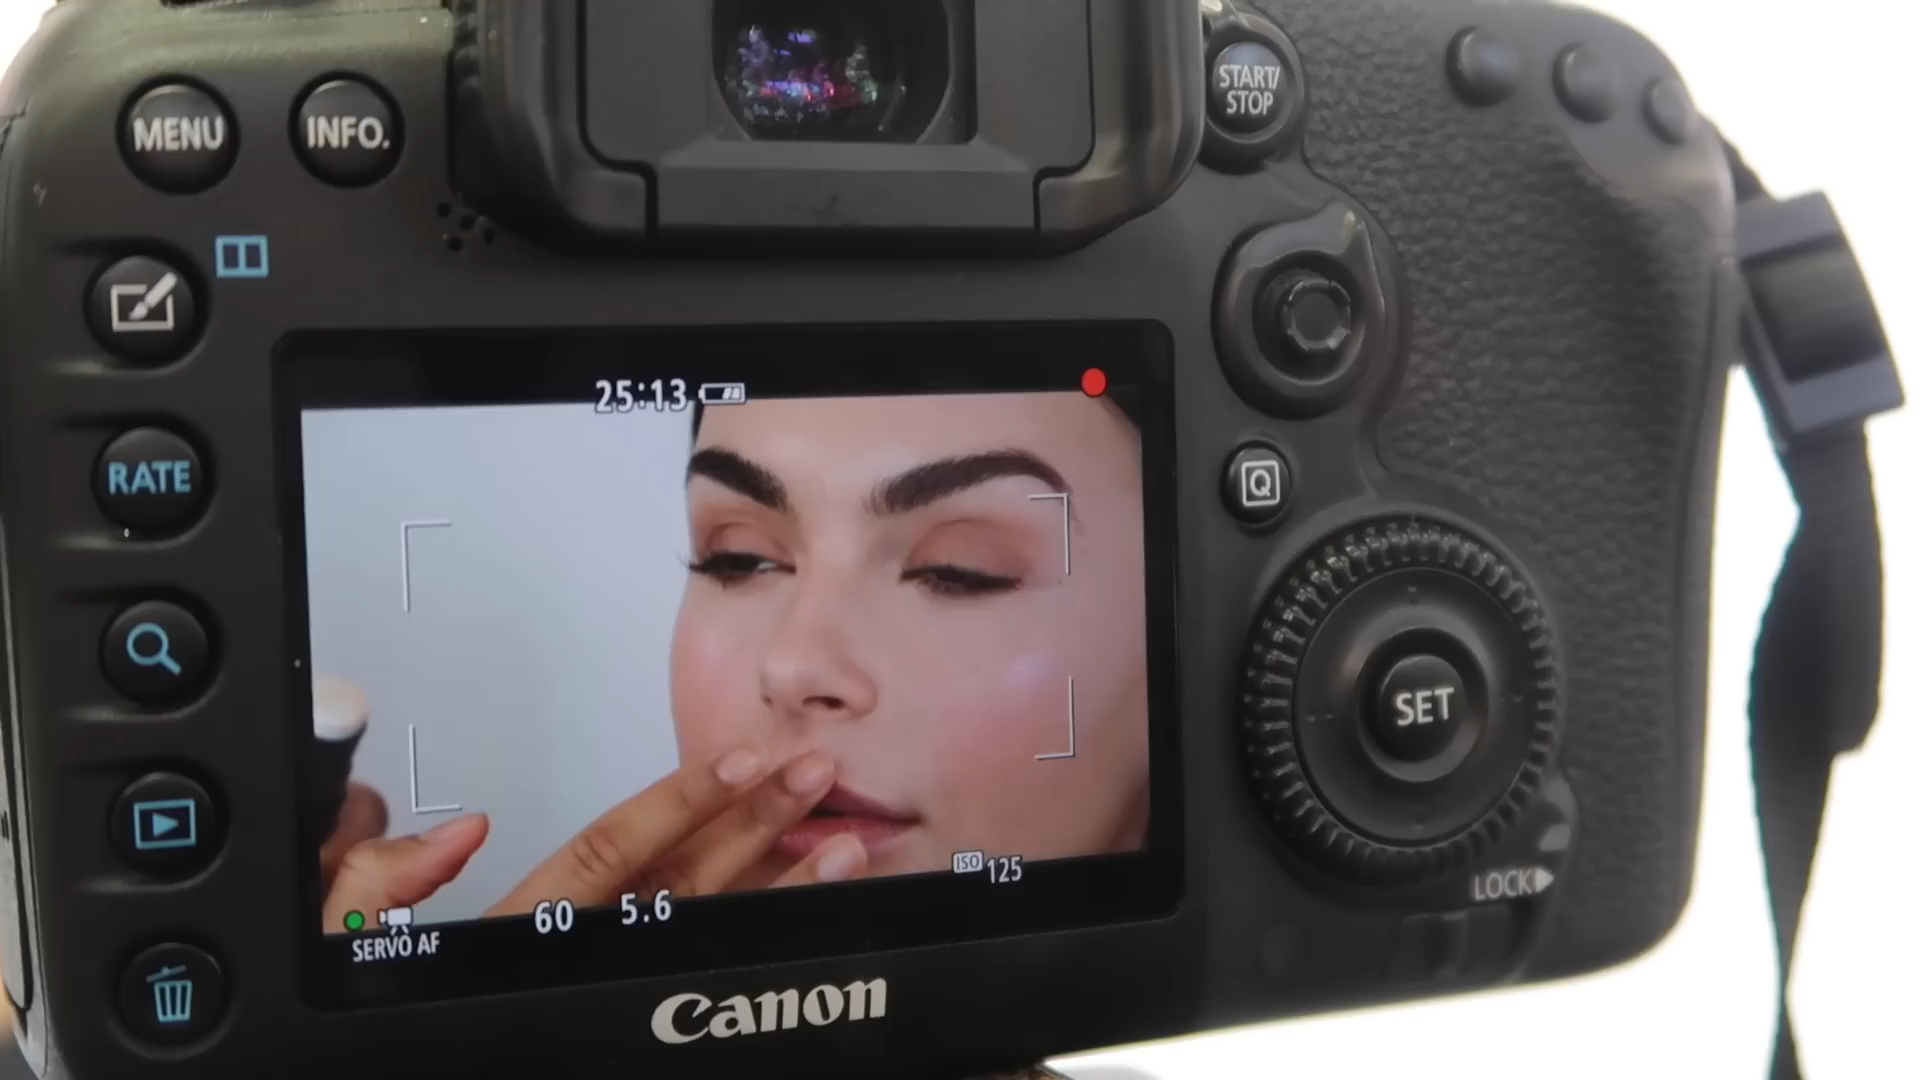 MENU
INFO.
START/
STOP
RATE
25:13
Q
SET
LOCK
ISO 125
60 5.6
SERVO AF
Canon